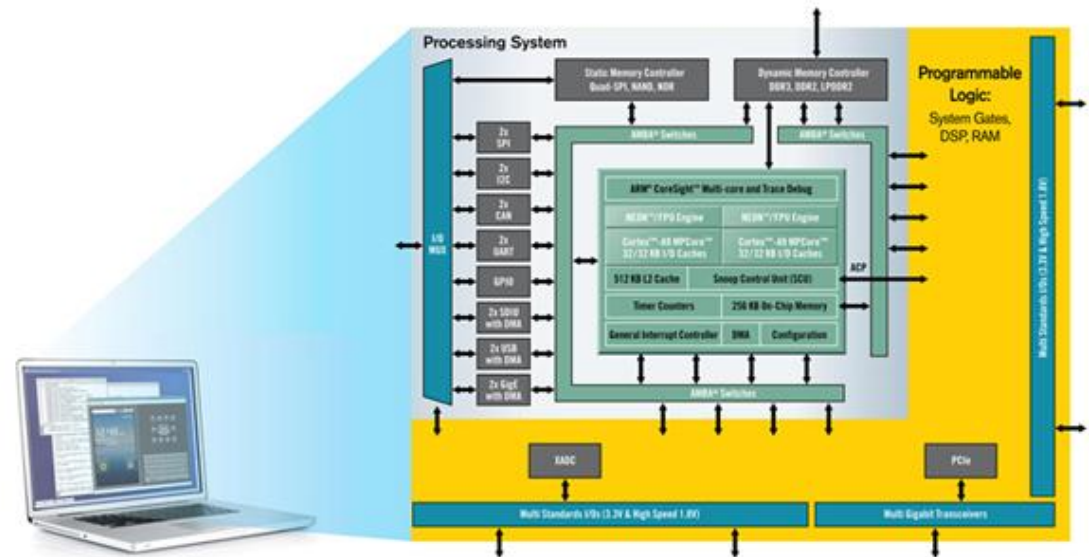 Processing System
Static Memory Controller
Quad-SPI, NAND, NOR
Dynamic Memory Controller
DDR3, DDR2, LPDDR2
Programmable
Logic:
System Gates,
DSP, RAM
AMBA® Switches
AMBA® Switches
2x
SPI
2x
I2C
2x
CAN
2x
UART
GPIO
2x SDIO
with DMA
2x USB
with DMA
2x GigE
with DMA
I/O
MUX
ARM® CoreSight™ Multi-core and Trace Debug
NEON™/FPU Engine
NEON™/FPU Engine
Cortex™-A9 MPCore™
32/32 KB I/D Caches
Cortex™-A9 MPCore™
32/32 KB I/D Caches
512 KB L2 Cache
Snoop Control Unit (SCU)
Timer Counters
256 KB On-Chip Memory
General Interrupt Controller
DMA
Configuration
ACP
AMBA® Switches
Multi Standards I/Os (3.3V & High Speed 1.8V)
XADC
PCIe
Multi Standards I/Os (3.3V & High Speed 1.8V)
Multi Gigabit Transceivers